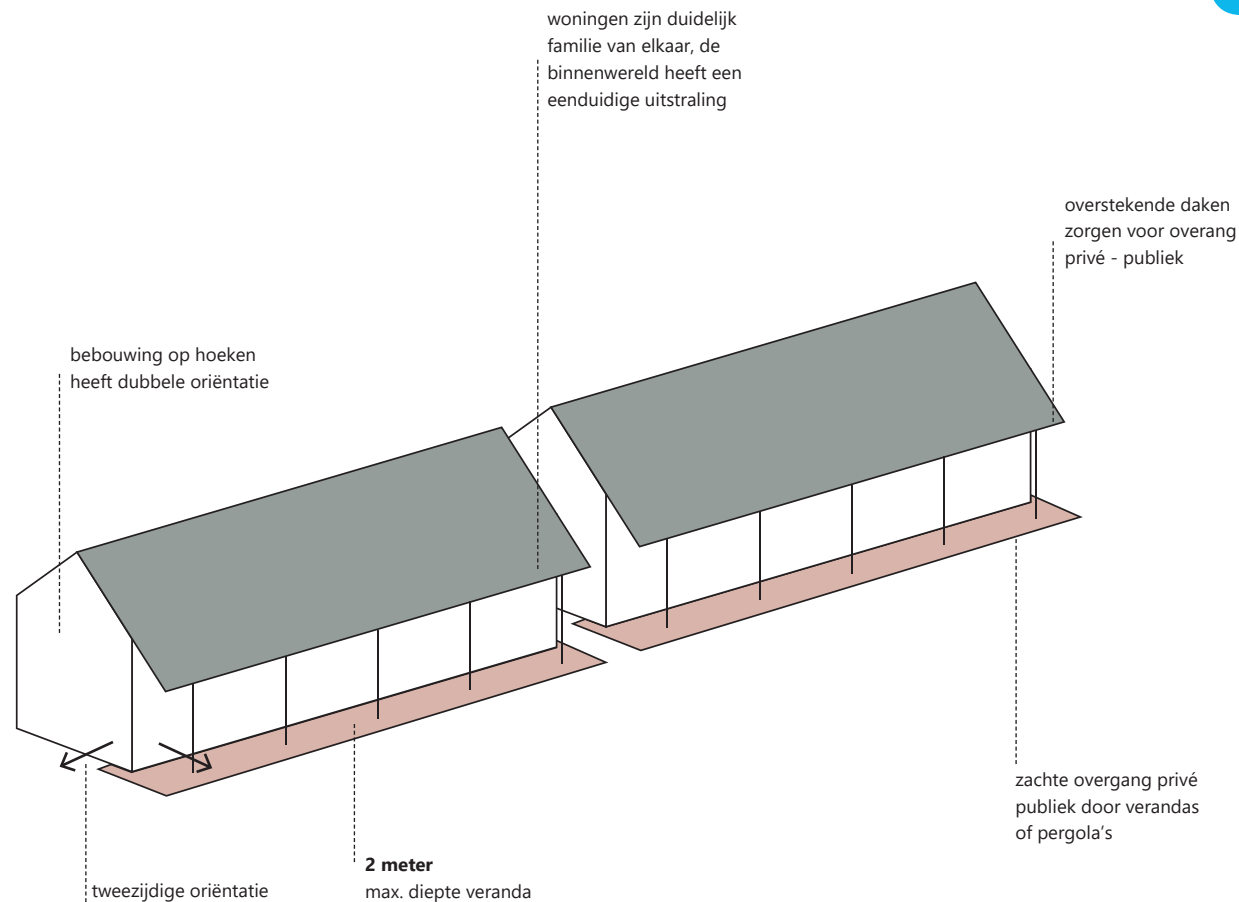 woningen zijn duidelijk
familie van elkaar, de
binnenwereld heeft een
eenduidige uitstraling
overstekende daken
zorgen voor overang
privé - publiek
bebouwing op hoeken
heeft dubbele oriëntatie
zachte overgang privé
publiek door verandas
of pergola's
2 meter
max. diepte veranda
tweezijdige oriëntatie